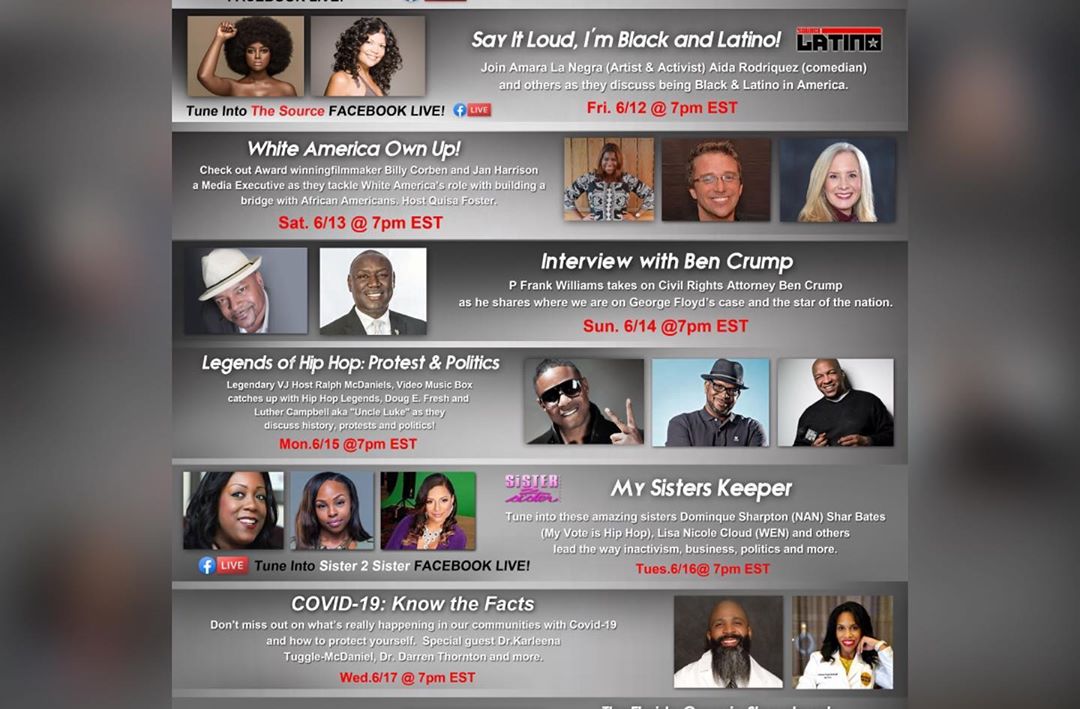 FACEBOOK LIVE!
Say It Loud, I'm Black and Latino!
SOURCE
LATINO
Join Amara La Negra (Artist & Activist) Aida Rodriquez (comedian)
and others as they discuss being Black & Latino in America.
Fri. 6/12 @ 7pm EST
Tune Into The Source FACEBOOK LIVE! f LIVE
White America Own Up!
Check out Award winningfilmmaker Billy Corben and Jan Harrison
a Media Executive as they tackle White America's role with building a
bridge with African Americans. Host Quisa Foster.
Sat. 6/13 @ 7pm EST
Interview with Ben Crump
P Frank Williams takes on Civil Rights Attorney Ben Crump
as he shares where we are on George Floyd's case and the star of the nation.
Sun. 6/14 @7pm EST
Legends of Hip Hop: Protest & Politics
Legendary VJ Host Ralph McDaniels, Video Music Box
catches up with Hip Hop Legends, Doug E. Fresh and
Luther Campbell aka "Uncle Luke" as they
discuss history, protests and politics!
Mon.6/15 @7pm EST
SISTER
2 sister
My Sisters Keeper
Tune into these amazing sisters Dominque Sharpton (NAN) Shar Bates
(My Vote is Hip Hop), Lisa Nicole Cloud (WEN) and others
lead the way inactivism, business, politics and more.
Tues.6/16@ 7pm EST
f LIVE Tune Into Sister 2 Sister FACEBOOK LIVE!
COVID-19: Know the Facts
Don't miss out on what's really happening in our communities with Covid-19
and how to protect yourself. Special guest Dr.Karleena
Tuggle-McDaniel, Dr. Darren Thornton and more.
Wed.6/17 @ 7pm EST